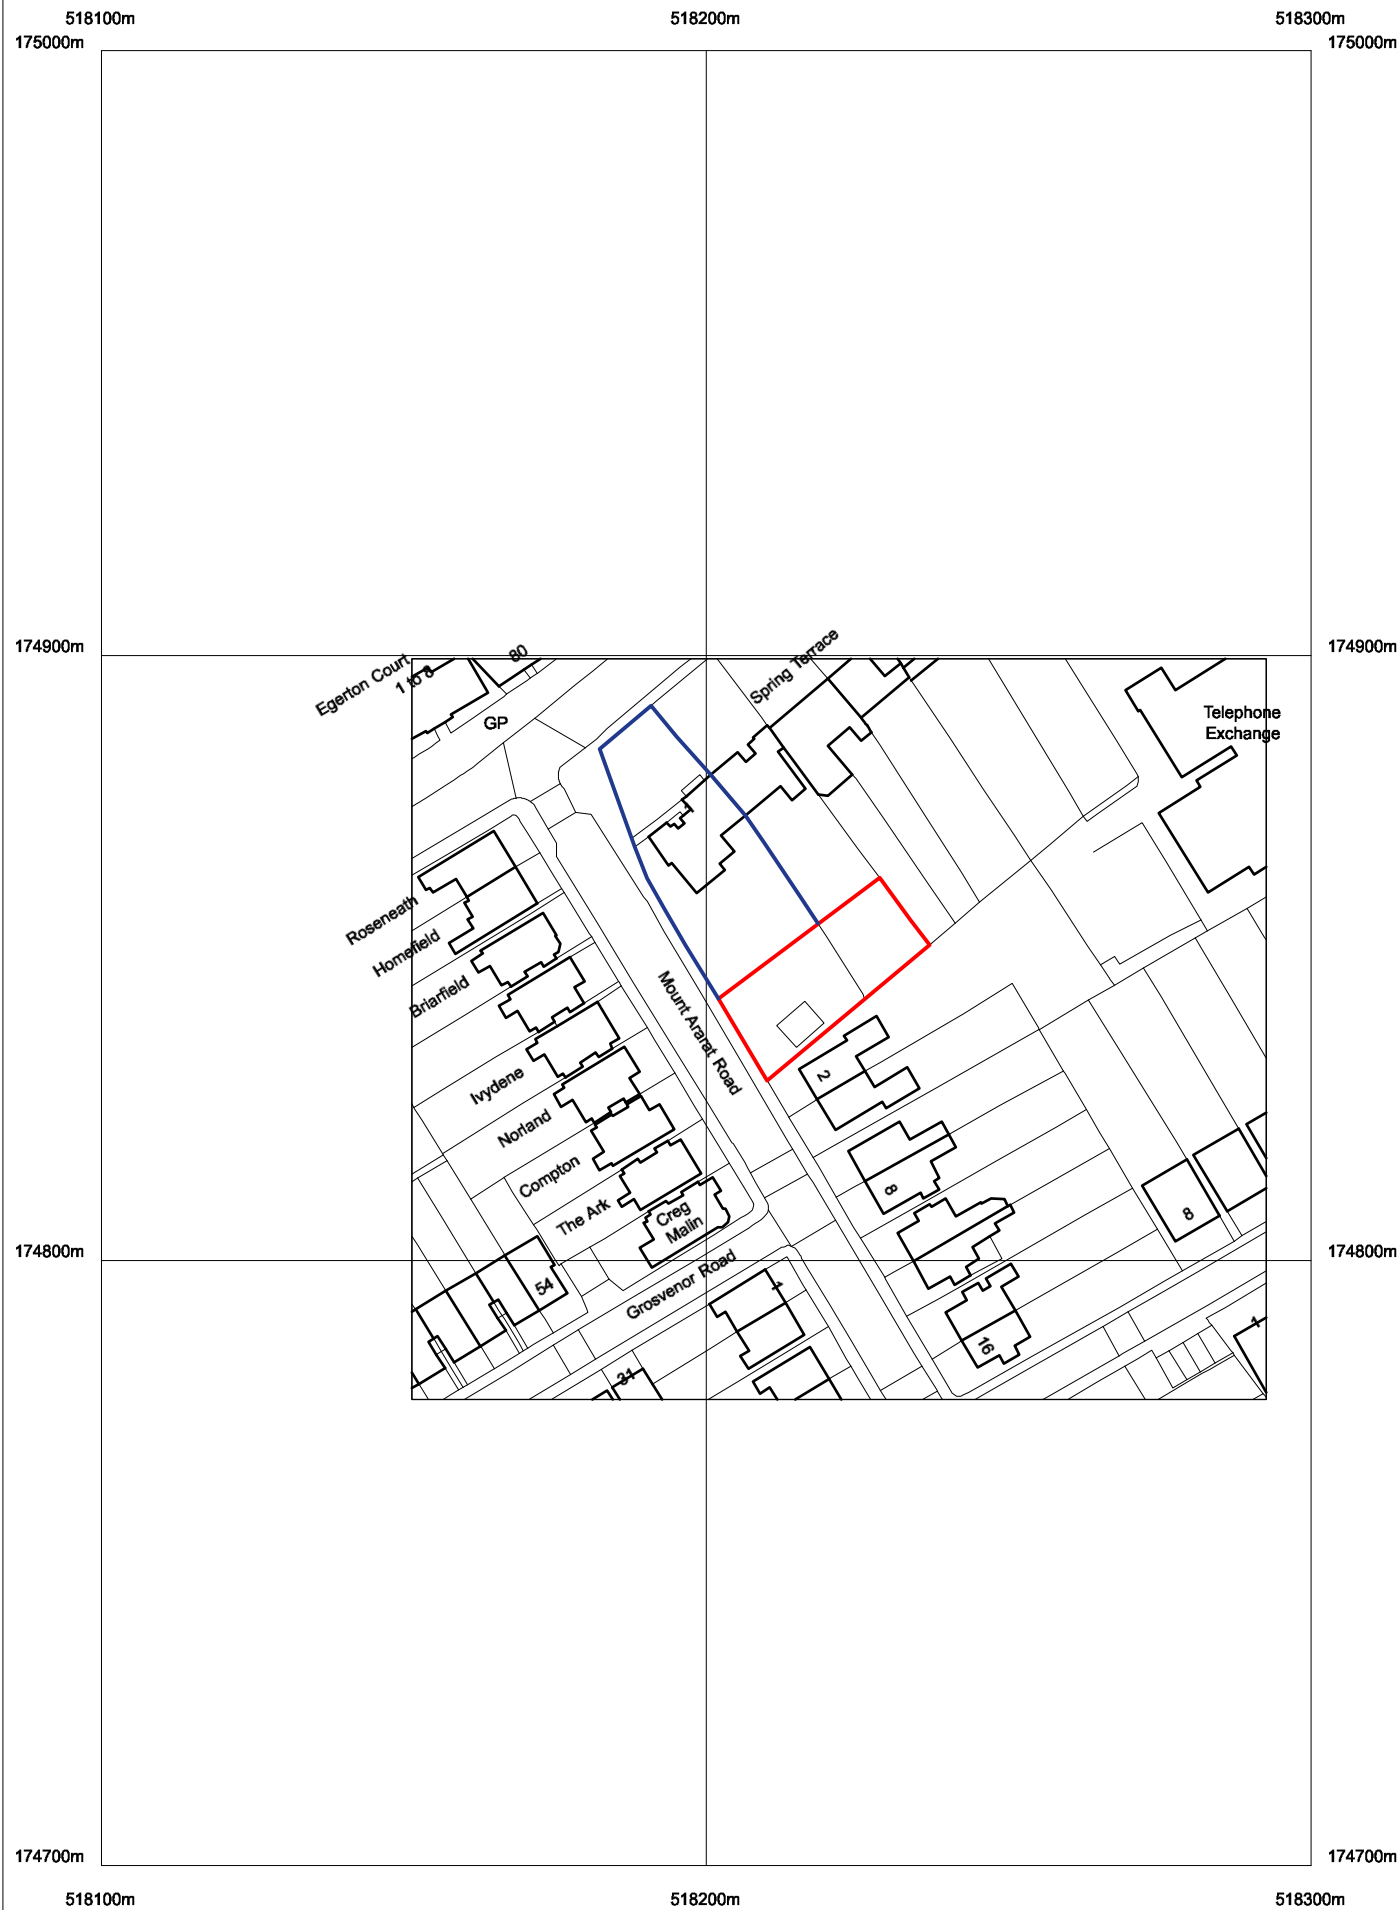 518100m
518200m
518300m
175000m
175000m
174900m
174900m
Egerton Court
1 to 8
80
Spring Terrace
GP
Telephone
Exchange
1
Roseneath
Homefield
Briarfield
Mount Ararat Road
Ivydene
2
Norland
Compton
The Ark
8
Creg
Malin
8
174800m
174800m
54
Grosvenor Road
1
16
1
31
174700m
174700m
518100m
518200m
518300m